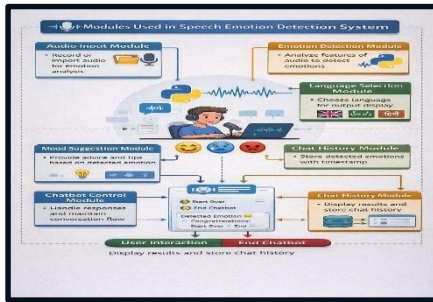 Modules Used in Speech Emotion Detection System
Audio Input Module
• Record or import audio for emotion analysis
Emotion Detection Module
• Analyze features of audio to detect emotions
Language Selection Module
• Choose language for output display
हिन्दी
Mood Suggestion Module
• Provide advice and tips based on detected emotion
Chat History Module
• Store detected emotions with timestamp
Chatbot Control Module
• Handle responses and maintain conversation flow
Start Over
End Chatbot
Detected Emotion
Congratulations!
Start Over
End
Chat History Module
• Display results and store chat history
User Interaction
End Chatbot
Display results and store chat history